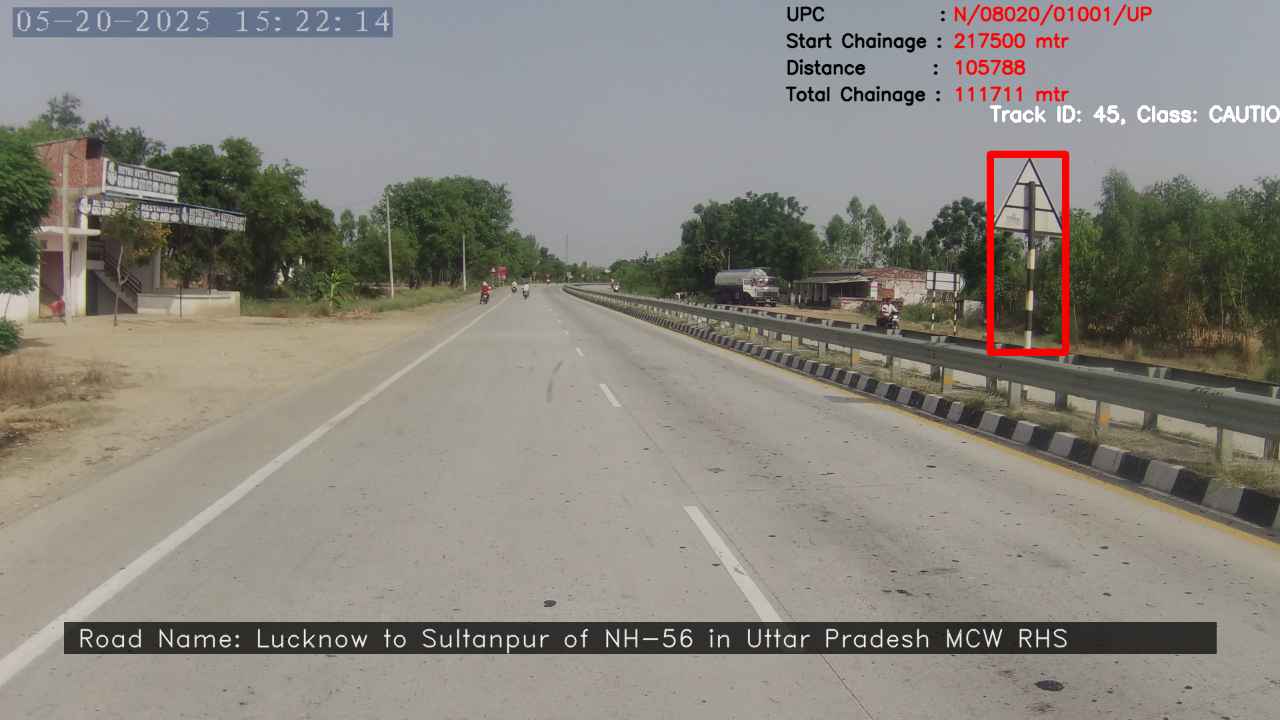 05-20-2025 15:22:14
UPC : N/08020/01001/UP
Start Chainage : 217500 mtr
Distance : 105788
Total Chainage : 111711 mtr
Track ID: 45, Class: CAUTIO
Road Name: Lucknow to Sultanpur of NH-56 in Uttar Pradesh MCW RHS